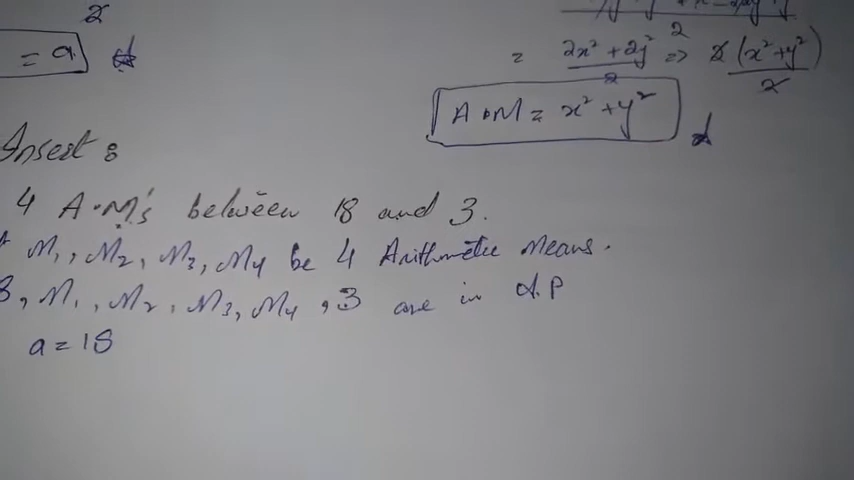 2
= a
= 2x² + 2y² / 2 => 2 (x² + y²) / 2
A.M = x² + y²
Insert :
4 A.M's between 18 and 3.
M₁, M₂, M₃, M₄ be 4 Arithmetic Means.
, M₁, M₂, M₃, M₄, 3 are in A.P
a = 18